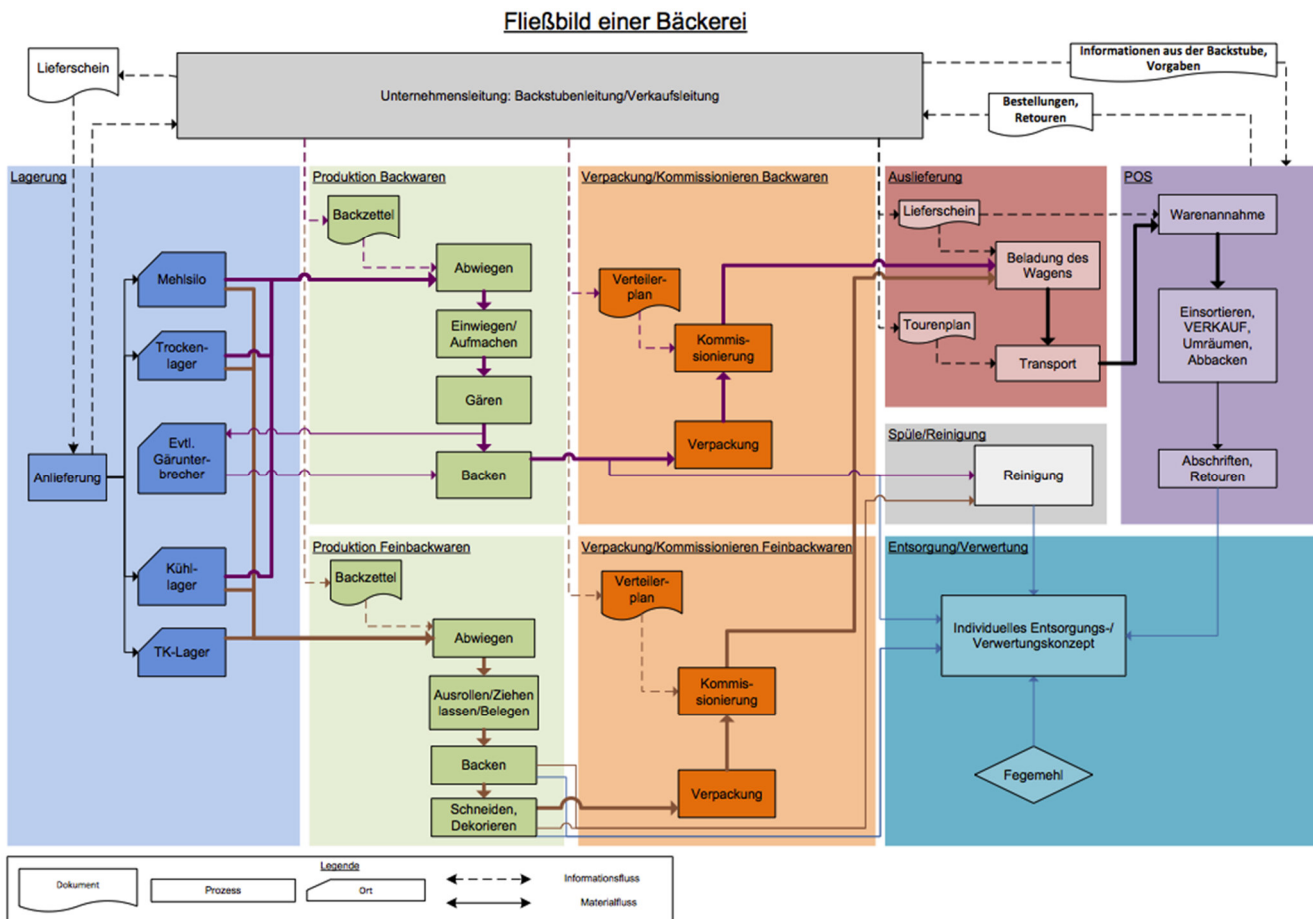 Fließbild einer Bäckerei
Lieferschein
Unternehmensleitung: Backstubenleitung/Verkaufsleitung
Informationen aus der Backstube,
Vorgaben
Bestellungen,
Retouren
Lagerung
Mehlsilo
Trocken-
lager
Evtl.
Gärunter-
brecher
Anlieferung
Kühl-
lager
TK-Lager
Produktion Backwaren
Backzettel
Abwiegen
Einwiegen/
Aufmachen
Gären
Backen
Verpackung/Kommissionieren Backwaren
Verteiler-
plan
Kommis-
sionierung
Verpackung
Auslieferung
Lieferschein
Beladung des
Wagens
Tourenplan
Transport
POS
Warenannahme
Einsortieren,
VERKAUF,
Umräumen,
Abbacken
Abschriften,
Retouren
Spüle/Reinigung
Reinigung
Produktion Feinbackwaren
Backzettel
Abwiegen
Ausrollen/Ziehen
lassen/Belegen
Backen
Schneiden,
Dekorieren
Verpackung/Kommissionieren Feinbackwaren
Verteiler-
plan
Kommis-
sionierung
Verpackung
Entsorgung/Verwertung
Individuelles Entsorgungs-/
Verwertungskonzept
Fegemehl
Legende
Dokument
Prozess
Ort
Informationsfluss
Materialfluss